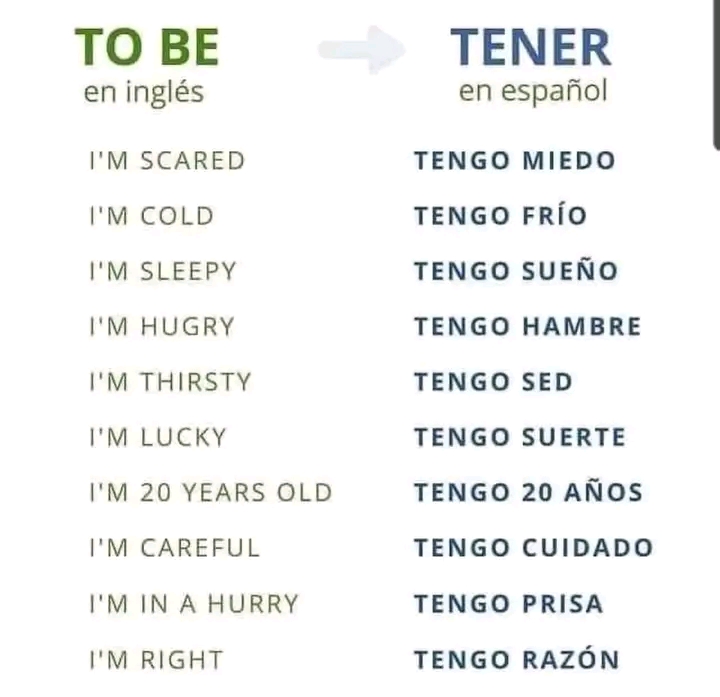 TO BE TENER
en inglés en español
I'M SCARED TENGO MIEDO
I'M COLD TENGO FRÍO
I'M SLEEPY TENGO SUEÑO
I'M HUGRY TENGO HAMBRE
I'M THIRSTY TENGO SED
I'M LUCKY TENGO SUERTE
I'M 20 YEARS OLD TENGO 20 AÑOS
I'M CAREFUL TENGO CUIDADO
I'M IN A HURRY TENGO PRISA
I'M RIGHT TENGO RAZÓN